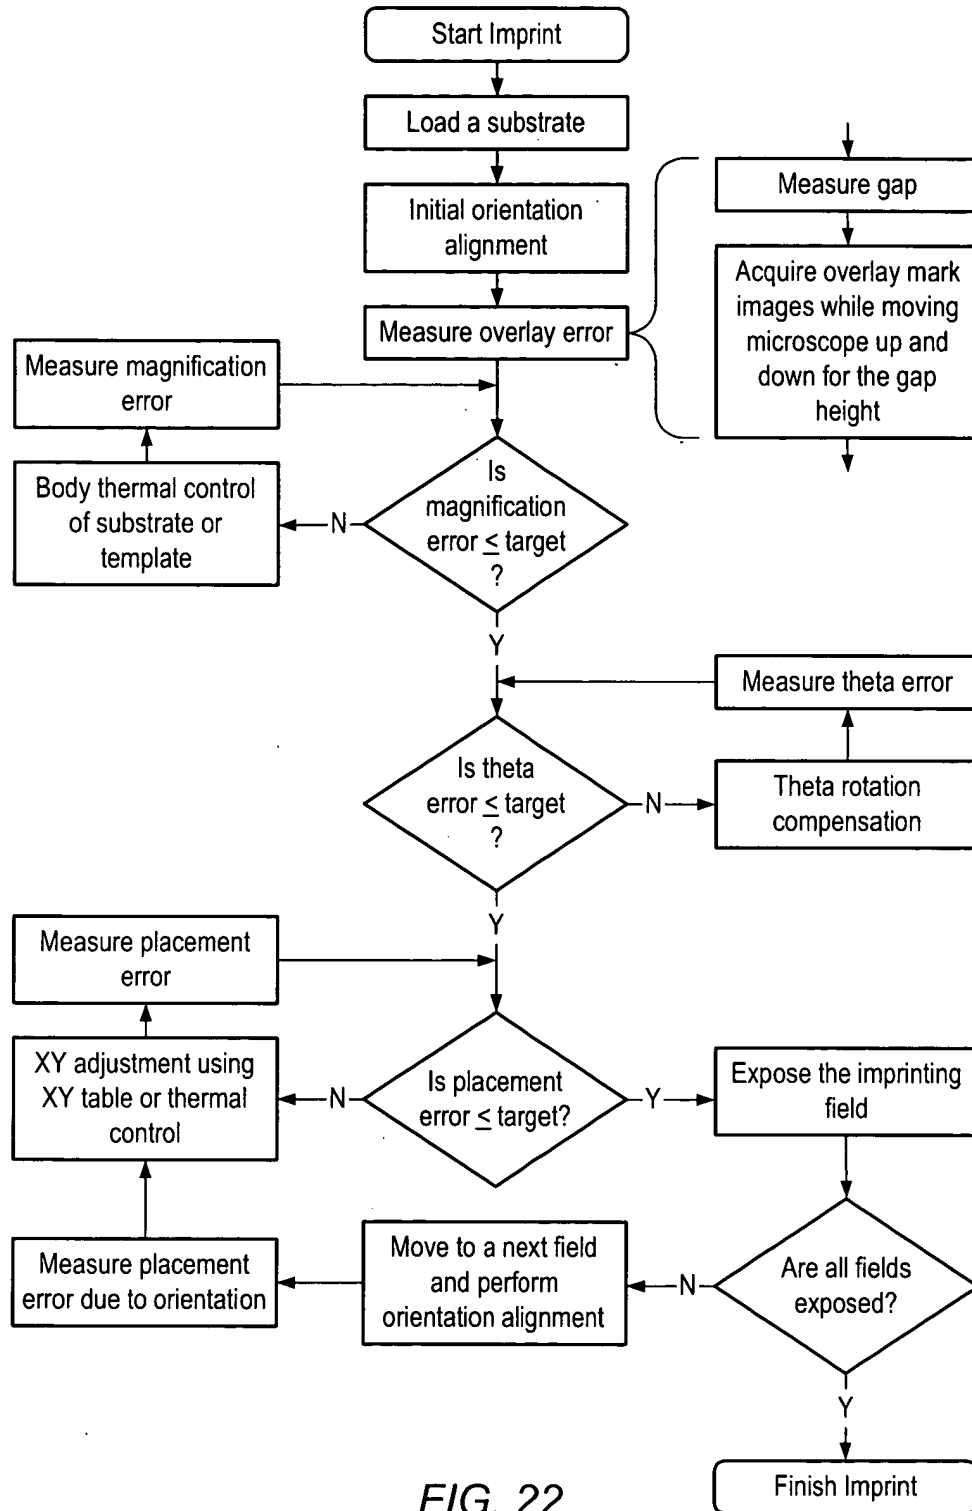 Start Imprint
Load a substrate
Initial orientation
alignment
Measure overlay error
Measure gap
Acquire overlay mark
images while moving
microscope up and
down for the gap
height
Measure magnification
error
Body thermal control
of substrate or
template
N
Is
magnification
error ≤ target
?
Y
Measure theta error
Is theta
error ≤ target
?
N
Theta rotation
compensation
Y
Measure placement
error
XY adjustment using
XY table or thermal
control
N
Is placement
error ≤ target?
Y
Expose the imprinting
field
Measure placement
error due to orientation
Move to a next field
and perform
orientation alignment
N
Are all fields
exposed?
Y
Finish Imprint
FIG. 22